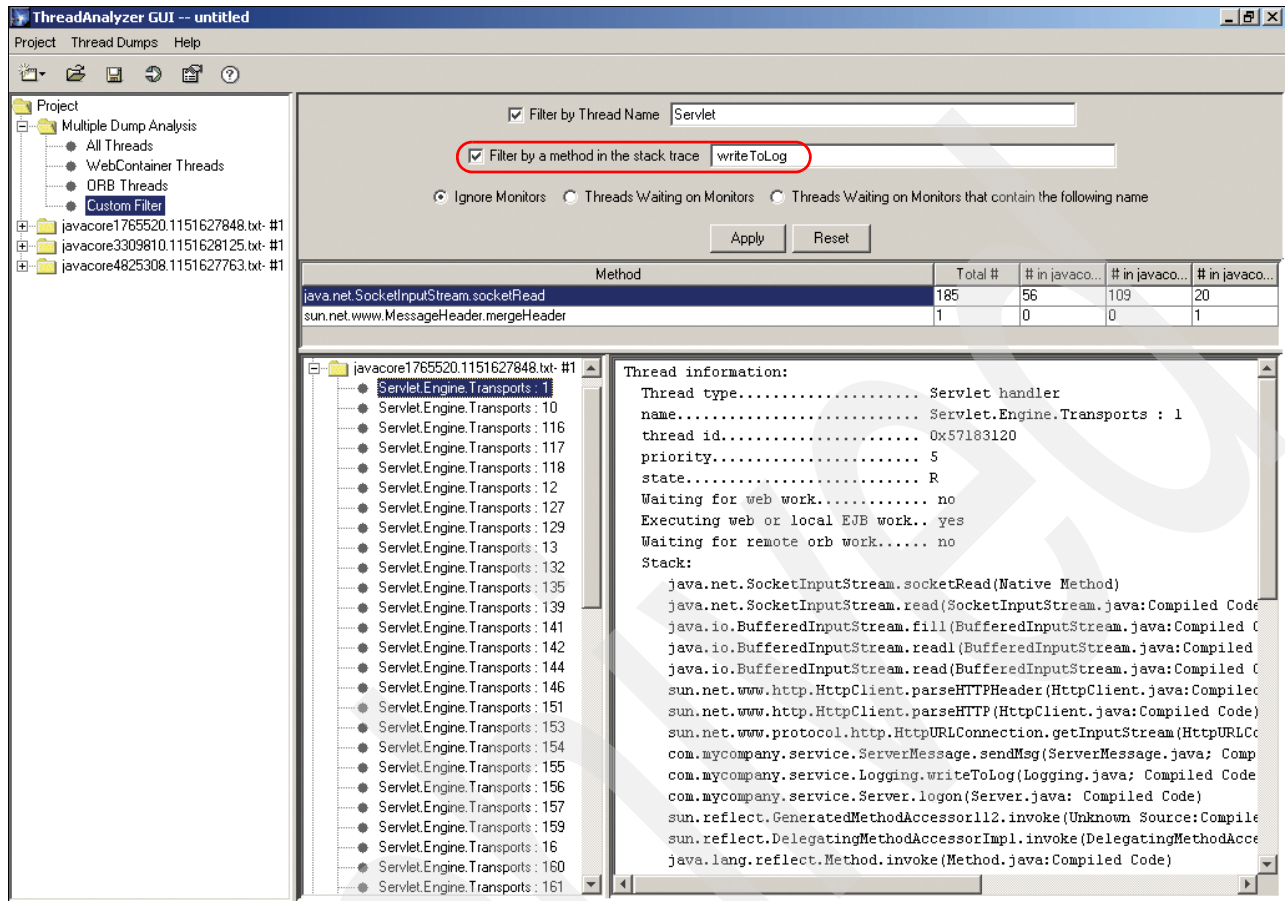 ThreadAnalyzer GUI -- untitled
Project Thread Dumps Help
Project
Multiple Dump Analysis
All Threads
WebContainer Threads
ORB Threads
Custom Filter
javacore1765520.1151627848.txt- #1
javacore3309810.1151628125.txt- #1
javacore4825308.1151627763.txt- #1
Filter by Thread Name Servlet
Filter by a method in the stack trace writeToLog
Ignore Monitors Threads Waiting on Monitors Threads Waiting on Monitors that contain the following name
Apply Reset
Method Total # # in javaco... # in javaco... # in javaco...
java.net.SocketInputStream.socketRead 185 56 109 20
sun.net.www.MessageHeader.mergeHeader 1 0 0 1
javacore1765520.1151627848.txt- #1
Servlet.Engine.Transports : 1
Servlet.Engine.Transports : 10
Servlet.Engine.Transports : 116
Servlet.Engine.Transports : 117
Servlet.Engine.Transports : 118
Servlet.Engine.Transports : 12
Servlet.Engine.Transports : 127
Servlet.Engine.Transports : 129
Servlet.Engine.Transports : 13
Servlet.Engine.Transports : 132
Servlet.Engine.Transports : 135
Servlet.Engine.Transports : 139
Servlet.Engine.Transports : 141
Servlet.Engine.Transports : 142
Servlet.Engine.Transports : 144
Servlet.Engine.Transports : 146
Servlet.Engine.Transports : 151
Servlet.Engine.Transports : 153
Servlet.Engine.Transports : 154
Servlet.Engine.Transports : 155
Servlet.Engine.Transports : 156
Servlet.Engine.Transports : 157
Servlet.Engine.Transports : 159
Servlet.Engine.Transports : 16
Servlet.Engine.Transports : 160
Servlet.Engine.Transports : 161
Thread information:
Thread type..................... Servlet handler
name............................ Servlet.Engine.Transports : 1
thread id....................... 0x57183120
priority........................ 5
state........................... R
Waiting for web work............. no
Executing web or local EJB work.. yes
Waiting for remote orb work...... no
Stack:
java.net.SocketInputStream.socketRead(Native Method)
java.net.SocketInputStream.read(SocketInputStream.java:Compiled Code
java.io.BufferedInputStream.fill(BufferedInputStream.java:Compiled C
java.io.BufferedInputStream.read1(BufferedInputStream.java:Compiled
java.io.BufferedInputStream.read(BufferedInputStream.java:Compiled C
sun.net.www.http.HttpClient.parseHTTPHeader(HttpClient.java:Compiled
sun.net.www.http.HttpClient.parseHTTP(HttpClient.java:Compiled Code)
sun.net.www.protocol.http.HttpURLConnection.getInputStream(HttpURLCo
com.mycompany.service.ServerMessage.sendMsg(ServerMessage.java; Comp
com.mycompany.service.Logging.writeToLog(Logging.java; Compiled Code
com.mycompany.service.Server.logon(Server.java: Compiled Code)
sun.reflect.GeneratedMethodAccessor112.invoke(Unknown Source:Compile
sun.reflect.DelegatingMethodAccessorImpl.invoke(DelegatingMethodAcce
java.lang.reflect.Method.invoke(Method.java:Compiled Code)